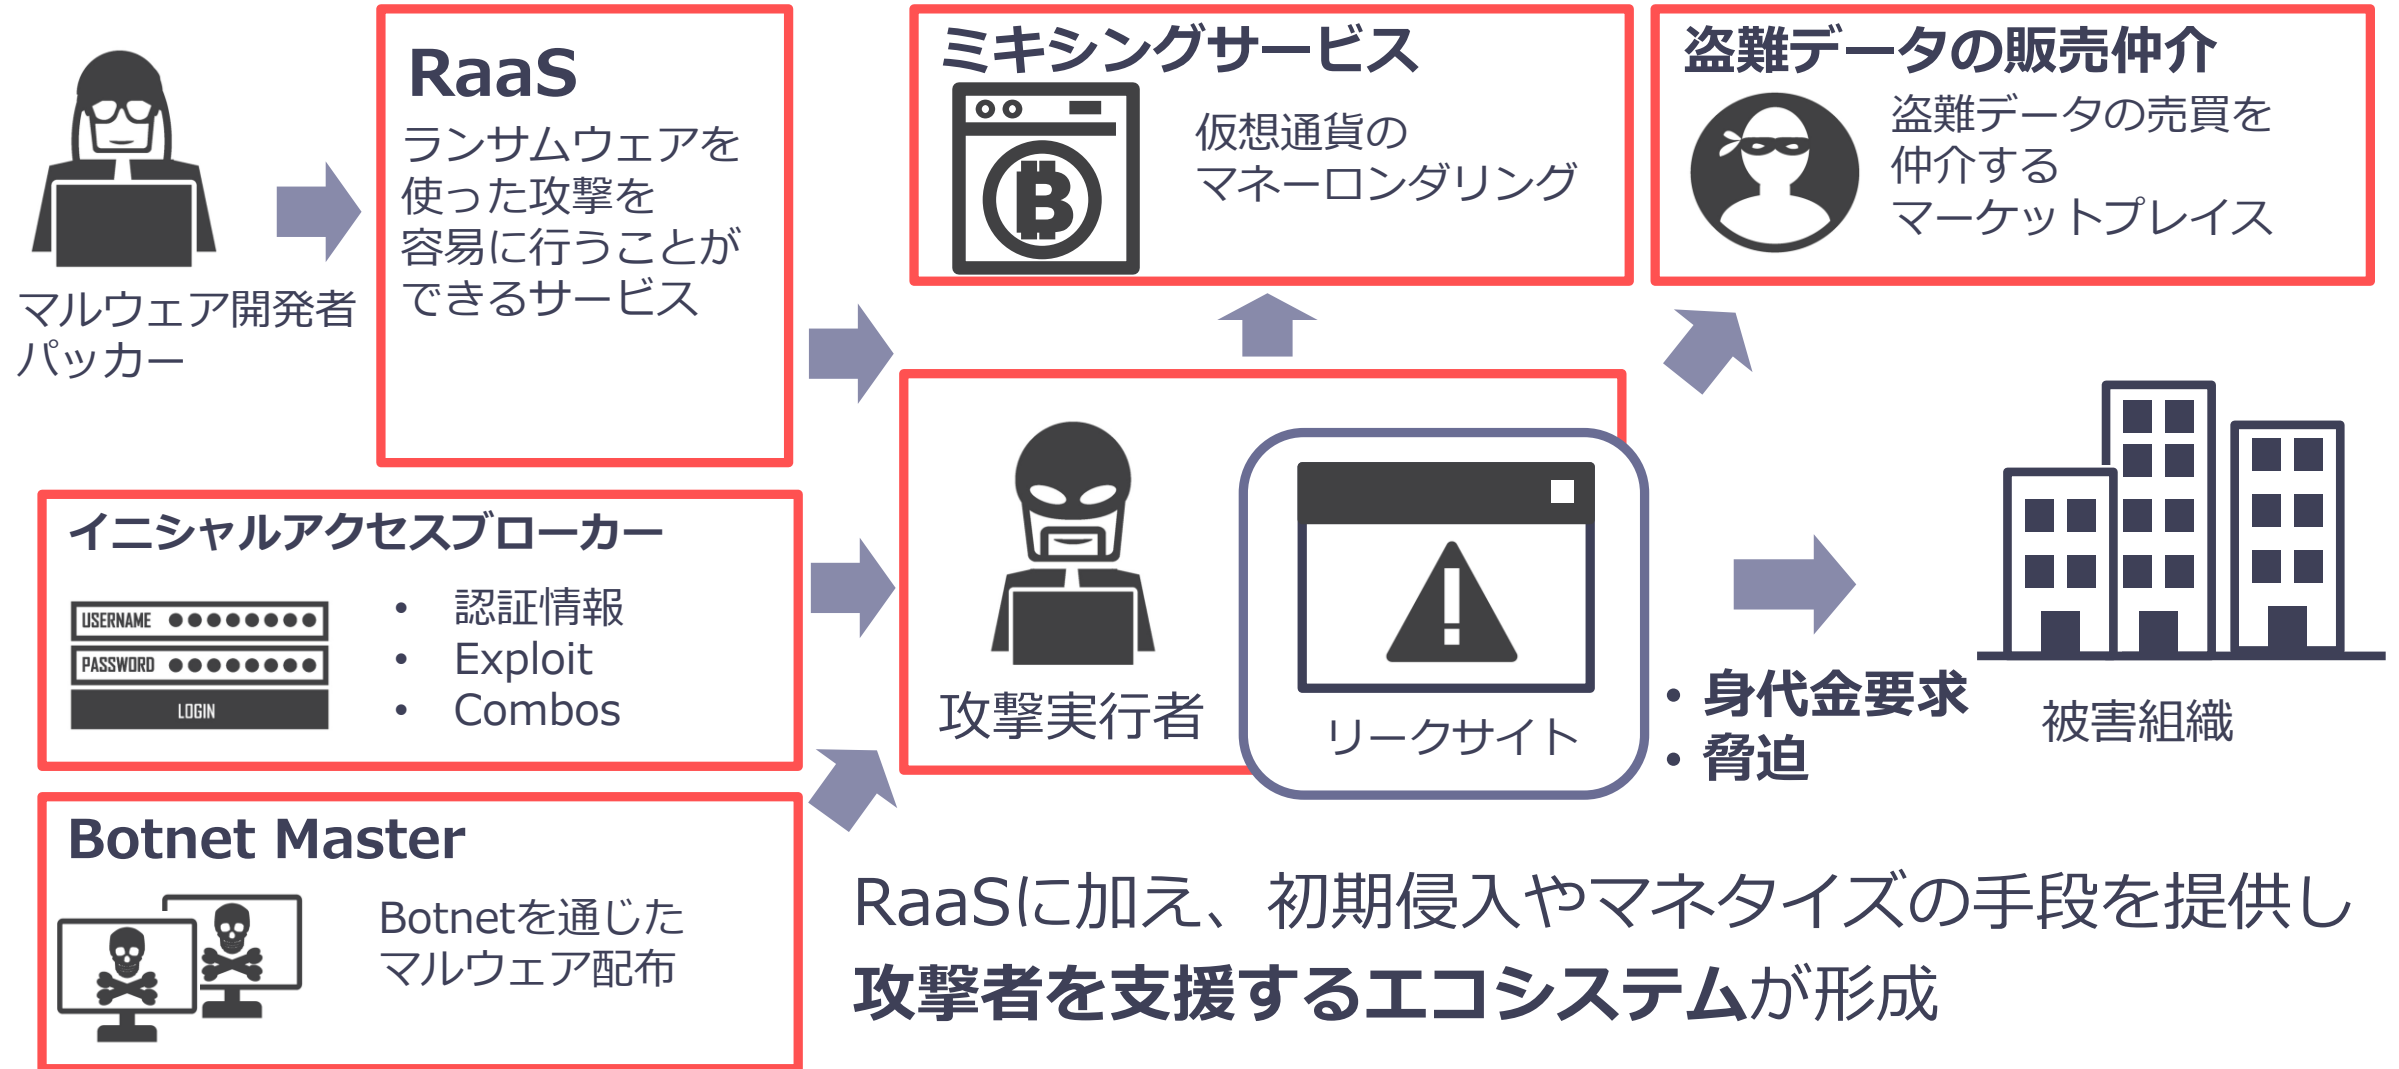 マルウェア開発者
パッカー
RaaS
ランサムウェアを
使った攻撃を
容易に行うことが
できるサービス
ミキシングサービス
仮想通貨の
マネーロンダリング
盗難データの販売仲介
盗難データの売買を
仲介する
マーケットプレイス
イニシャルアクセスブローカー
USERNAME
PASSWORD
LOGIN
• 認証情報
• Exploit
• Combos
Botnet Master
Botnetを通じた
マルウェア配布
攻撃実行者
リークサイト
・身代金要求
・脅迫
被害組織
RaaSに加え、初期侵入やマネタイズの手段を提供し
攻撃者を支援するエコシステムが形成